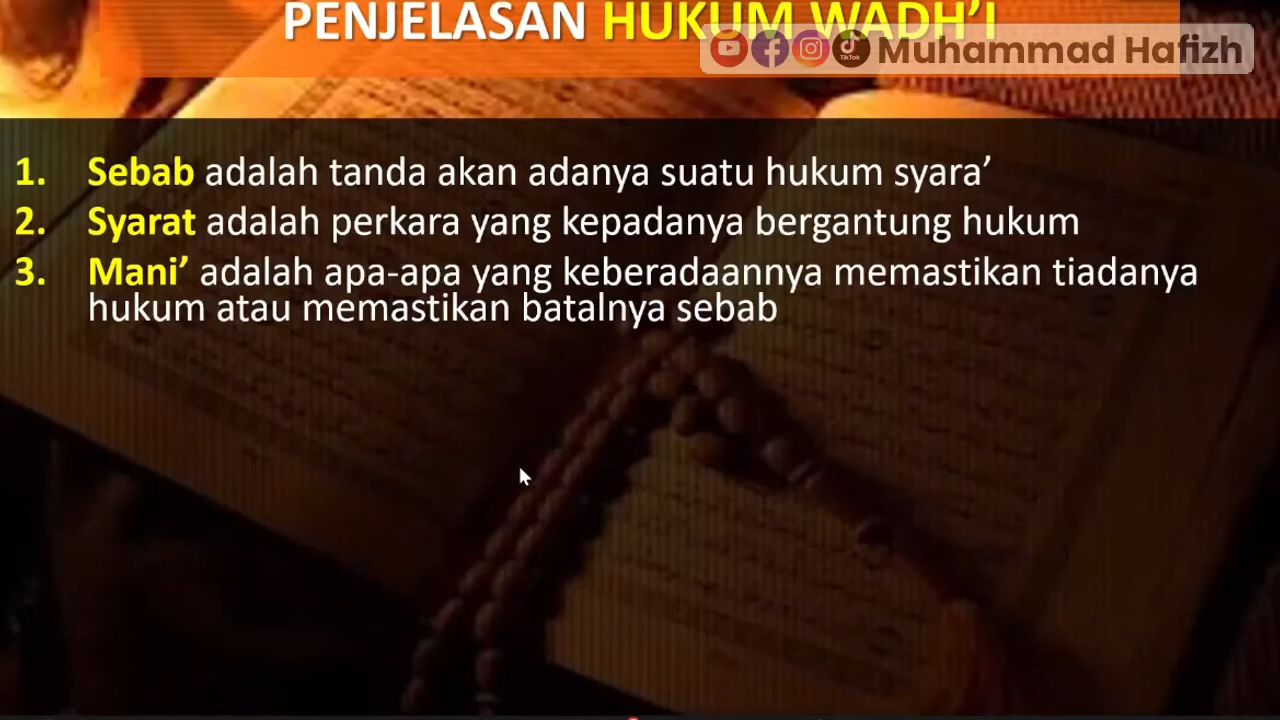 PENJELASAN HUKUM WADH'I
Muhammad Hafizh
1. Sebab adalah tanda akan adanya suatu hukum syara’
2. Syarat adalah perkara yang kepadanya bergantung hukum
3. Mani’ adalah apa-apa yang keberadaannya memastikan tiadanya
hukum atau memastikan batalnya sebab